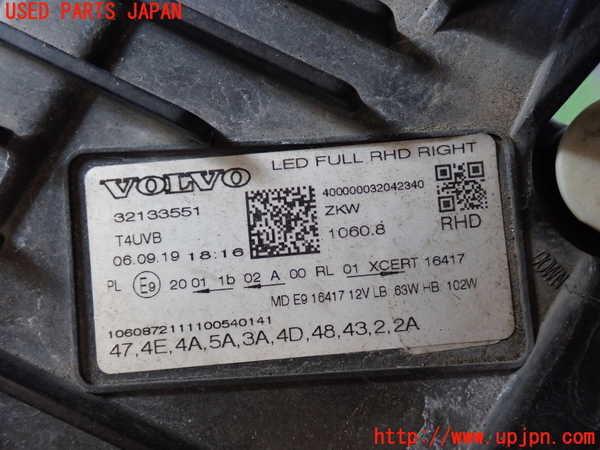 USED PARTS JAPAN
LED FULL RHD RIGHT
VOLVO
400000032042340
32133551
ZKW
T4UVB
1060.8
RHD
06.09.19 18:16
PL E9 20 01 1b 02 A 00 RL 01 XCERT 16417
MD E9 16417 12V LB 63W HB 102W
1060872111100540141
47,4E,4A,5A,3A,4D,48,43,2,2A
http://www.upjpn.com/